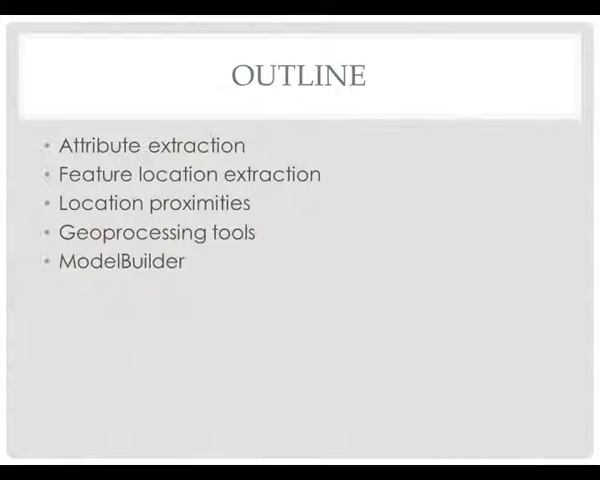 OUTLINE
• Attribute extraction
• Feature location extraction
• Location proximities
• Geoprocessing tools
• ModelBuilder